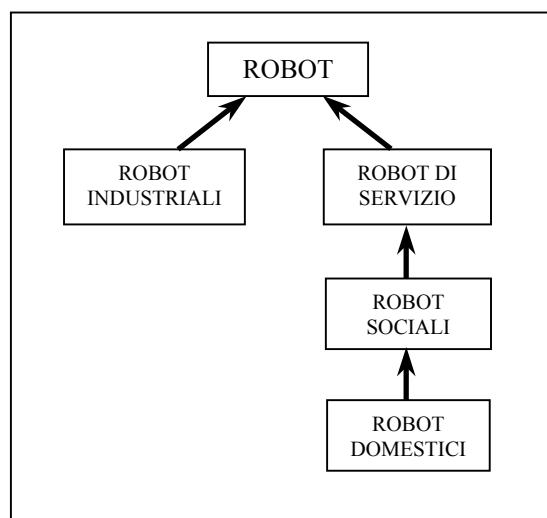 ROBOT
ROBOT
INDUSTRIALI
ROBOT DI
SERVIZIO
ROBOT
SOCIALI
ROBOT
DOMESTICI